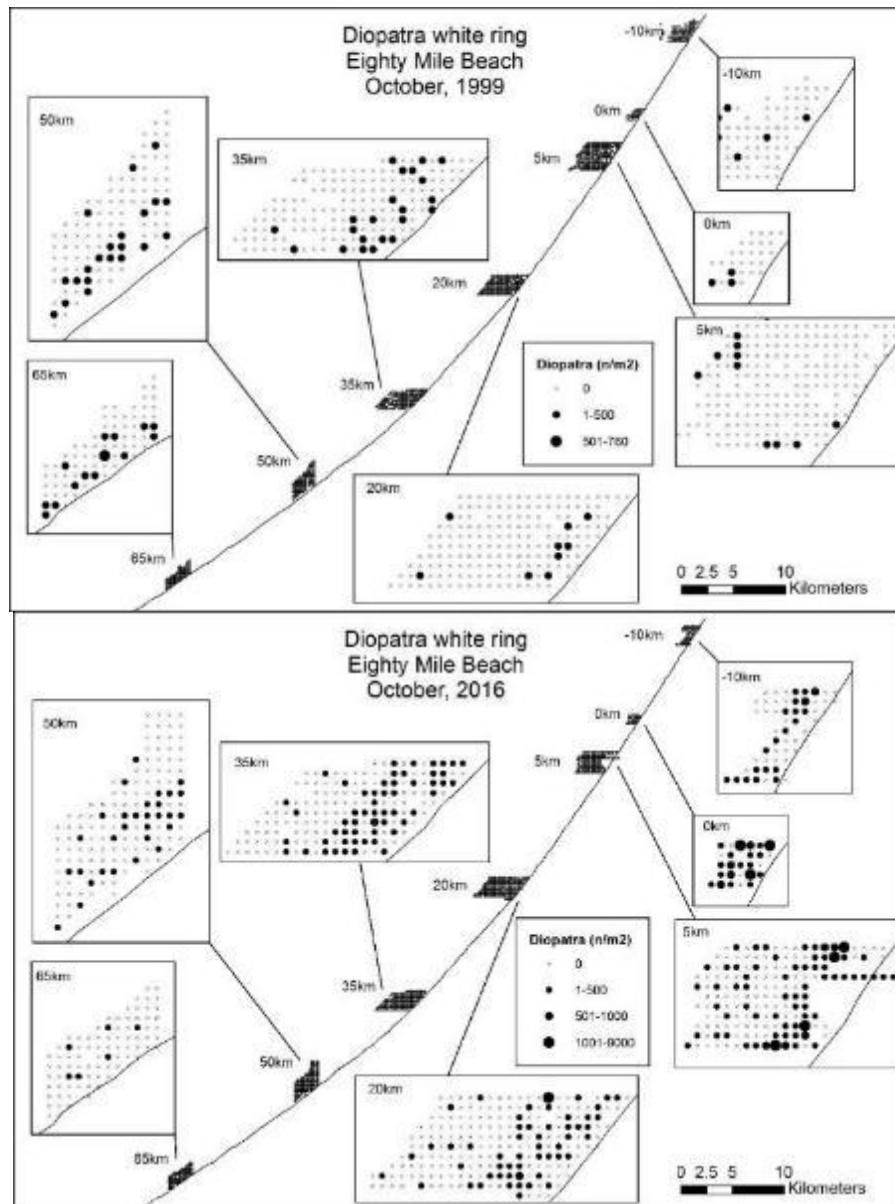 Diopatra white ring
Eighty Mile Beach
October, 1999
-10km
-10km
50km
0km
35km
5km
0km
20km
5km
Diopatra (n/m2)
0
1-500
501-760
65km
35km
50km
20km
65km
0 2.5 5 10
Kilometers
Diopatra white ring
Eighty Mile Beach
October, 2016
-10km
-10km
50km
0km
35km
5km
0km
20km
5km
Diopatra (n/m2)
0
1-500
501-1000
1001-9000
65km
35km
50km
20km
65km
0 2.5 5 10
Kilometers